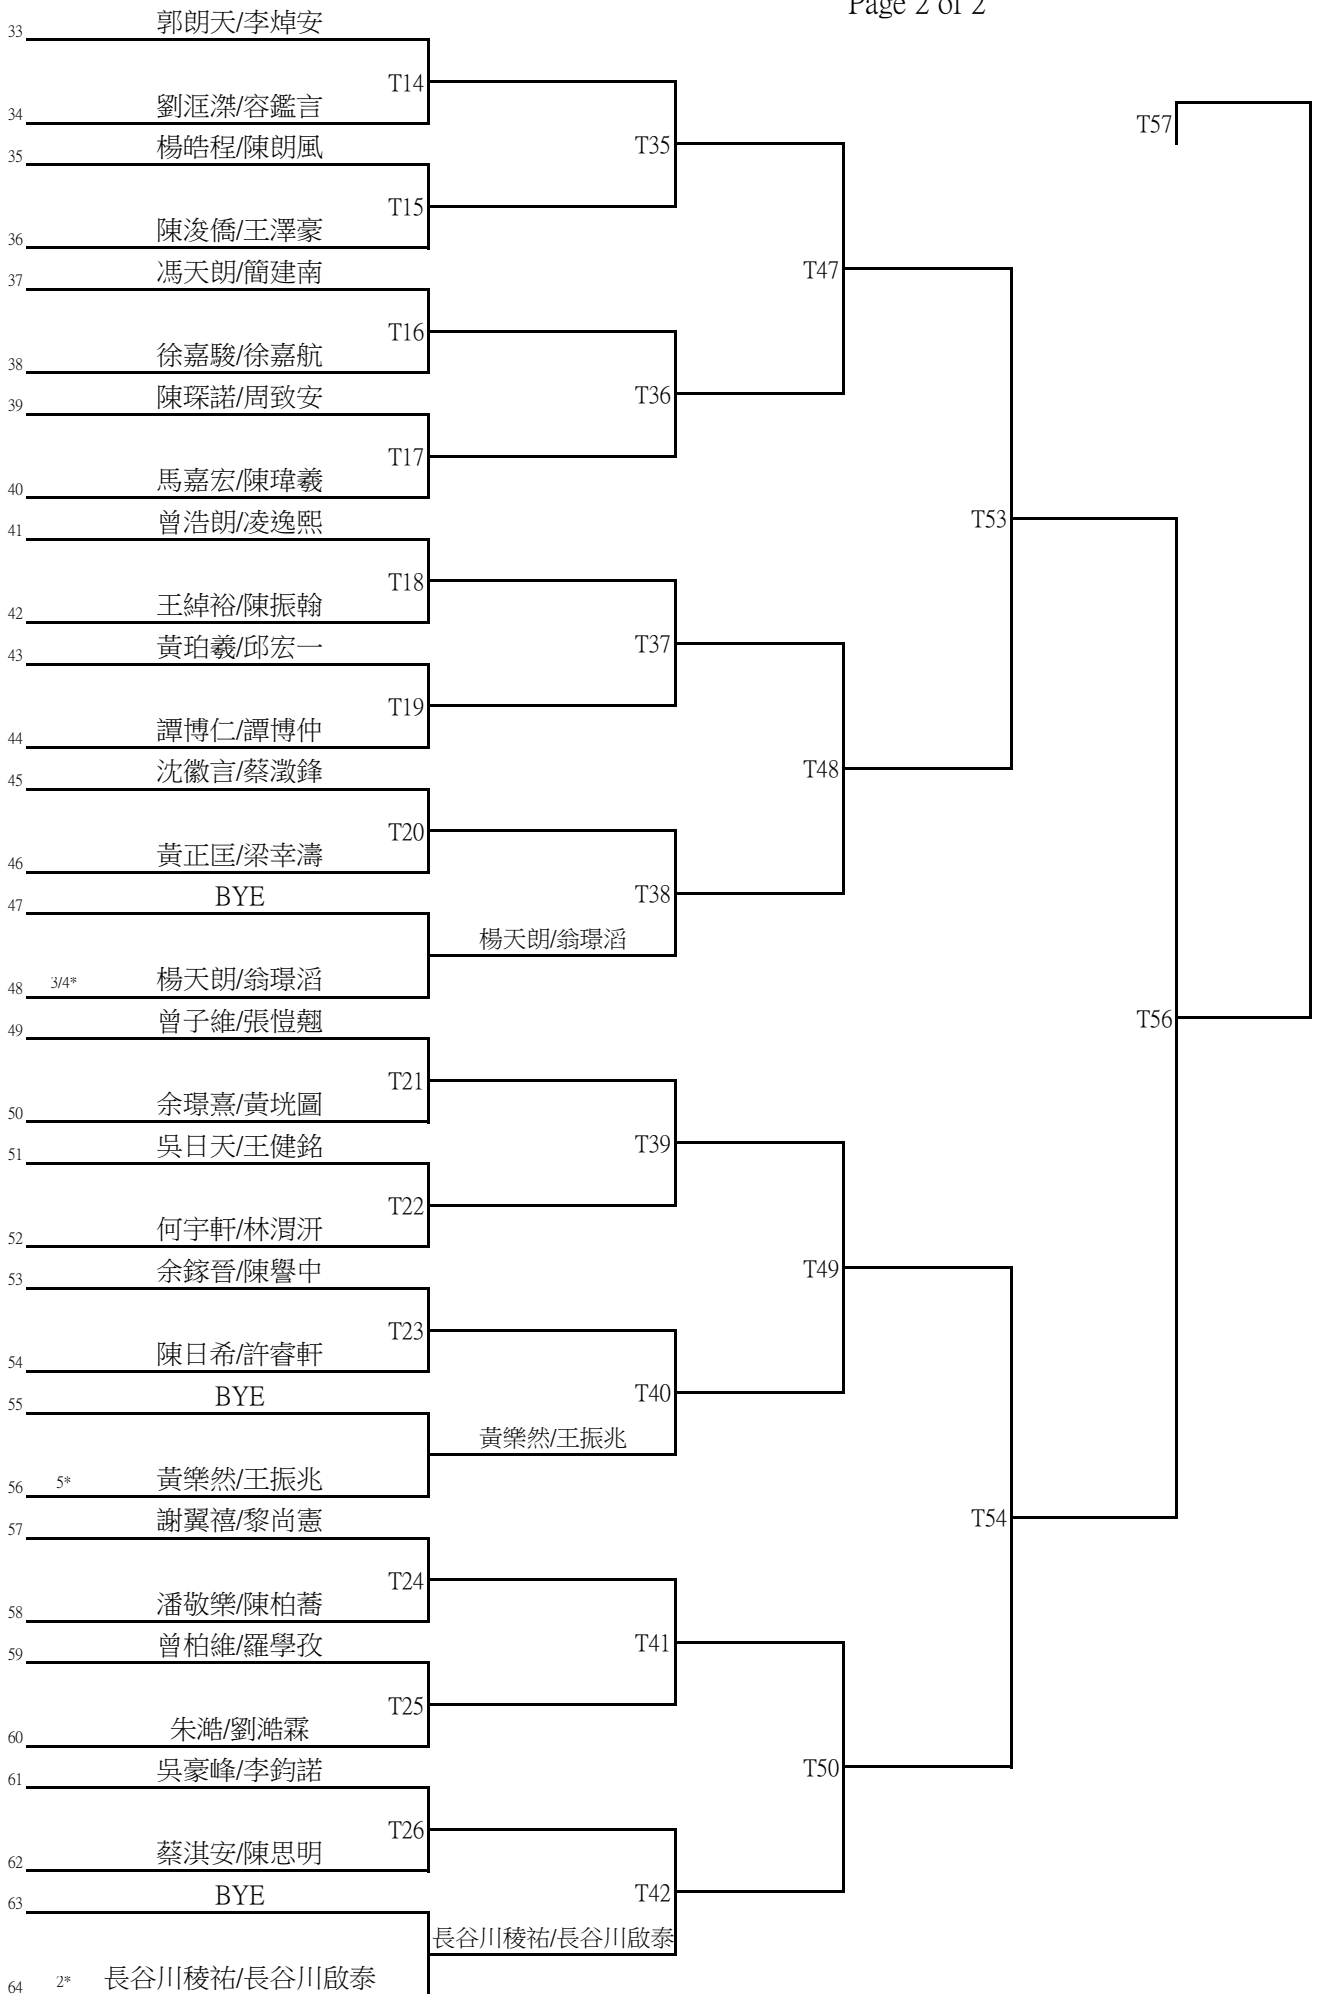 Page 2 of 2
33 郭朗天/李焯安
T14
34 劉洭滐/容鑑言
35 楊皓程/陳朗風
T15
36 陳浚僑/王澤豪
37 馮天朗/簡建南
T16
38 徐嘉駿/徐嘉航
39 陳琛諾/周致安
T17
40 馬嘉宏/陳瑋羲
41 曾浩朗/凌逸熙
T18
42 王綽裕/陳振翰
43 黃珀羲/邱宏一
T19
44 譚博仁/譚博仲
45 沈徽言/蔡瀓鋒
T20
46 黃正匡/梁幸濤
47 BYE
楊天朗/翁璟滔
48 3/4* 楊天朗/翁璟滔
49 曾子維/張愷翹
T21
50 余璟熹/黃垙圖
51 吳日天/王健銘
T22
52 何宇軒/林渭汧
53 余鎵晉/陳譽中
T23
54 陳日希/許睿軒
55 BYE
黃樂然/王振兆
56 5* 黃樂然/王振兆
57 謝翼禧/黎尚憲
T24
58 潘敬樂/陳柏蕎
59 曾柏維/羅學孜
T25
60 朱澔/劉澔霖
61 吳豪峰/李鈞諾
T26
62 蔡淇安/陳思明
63 BYE
長谷川稜祐/長谷川啟泰
64 2* 長谷川稜祐/長谷川啟泰
T35
T36
T37
T38
T39
T40
T41
T42
T47
T48
T49
T50
T53
T54
T56
T57